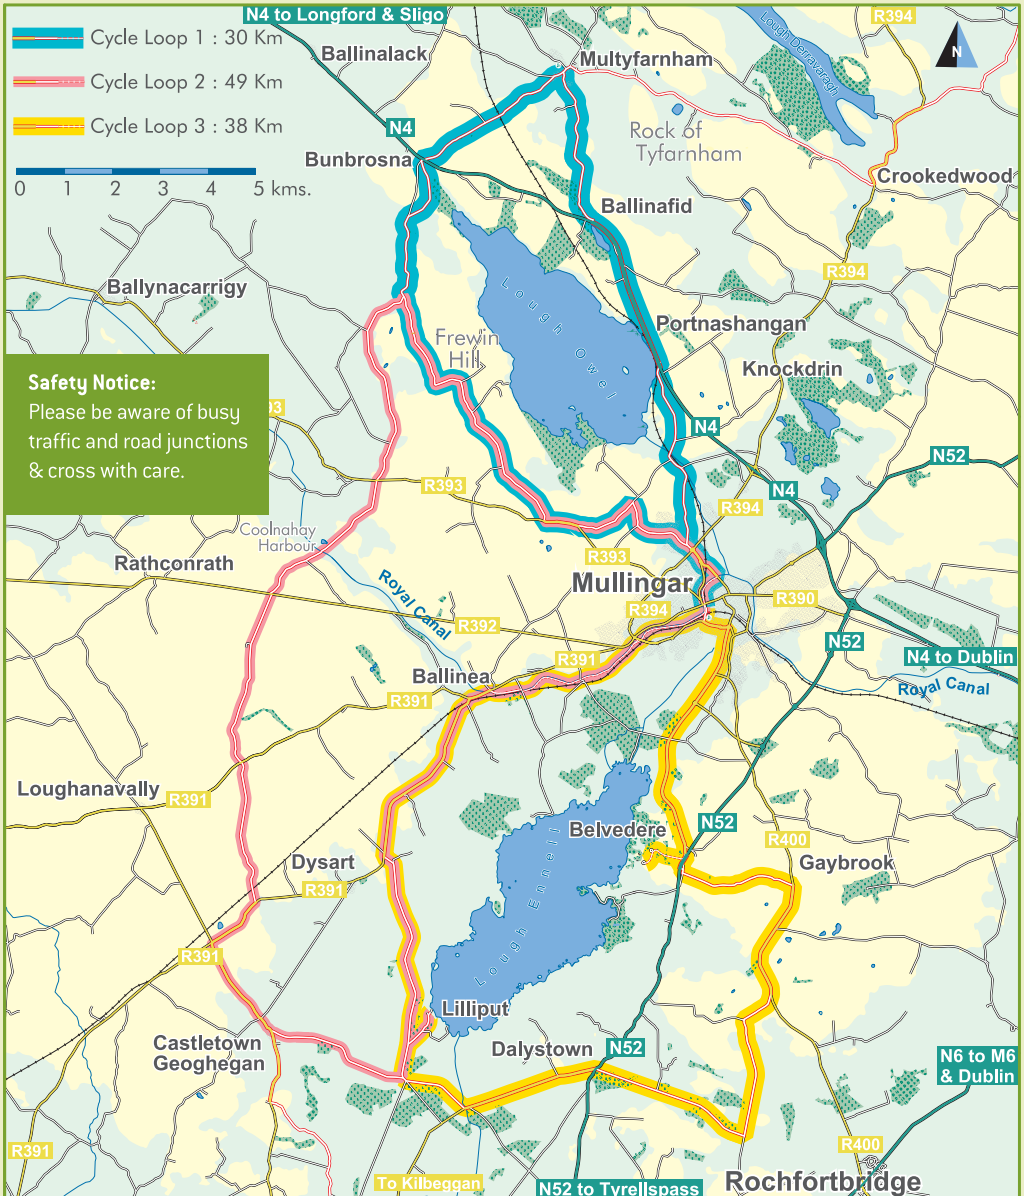 N4 to Longford & Sligo
R394
Cycle Loop 1 : 30 Km
Ballinalack
Multyfarnham
Lough Derravaragh
N
Cycle Loop 2 : 49 Km
Cycle Loop 3 : 38 Km
N4
Rock of
Tyfarnham
Bunbrosna
Crookedwood
0 1 2 3 4 5 kms.
Ballinafid
R394
Ballynacarrigy
Lough Owel
Portnashangan
Frewin
Hill
Knockdrin
Safety Notice:
Please be aware of busy
traffic and road junctions
& cross with care.
N4
N52
R393
N4
R394
Coolnahay
Harbour
R393
Rathconrath
Mullingar
Royal Canal
R394
R390
R392
N52
N4 to Dublin
R391
Ballinea
Royal Canal
R391
Loughanavally
R391
N52
Belvedere
R400
Lough Ennell
Dysart
Gaybrook
R391
R391
Lilliput
Castletown
Geoghegan
Dalystown
N52
N6 to M6
& Dublin
R391
R400
To Kilbeggan
N52 to Tyrellspass
Rochfortbridge